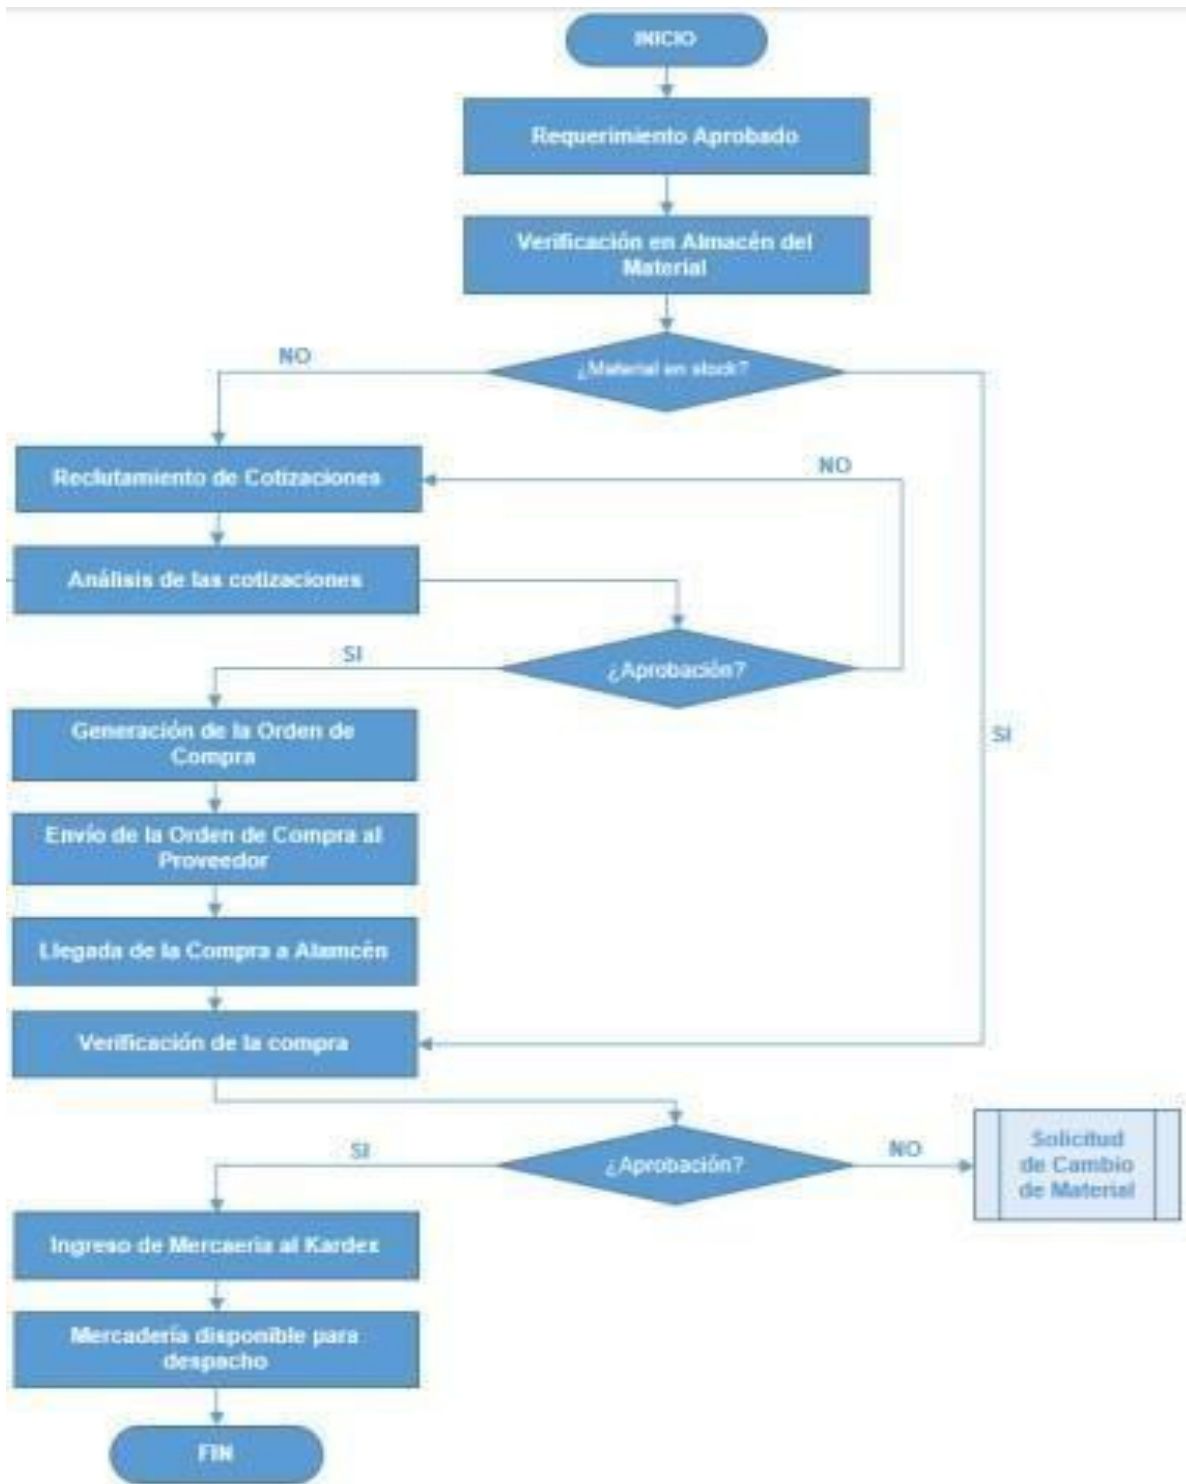 INICIO
Requerimiento Aprobado
Verificación en Almacén del
Material
¿Material en stock?
NO
SI
Reclutamiento de Cotizaciones
NO
Análisis de las cotizaciones
¿Aprobación?
SI
Generación de la Orden de
Compra
Envío de la Orden de Compra al
Proveedor
Llegada de la Compra a Alamcén
Verificación de la compra
¿Aprobación?
SI
NO
Solicitud
de Cambio
de Material
Ingreso de Mercaeria al Kardex
Mercadería disponible para
despacho
FIN